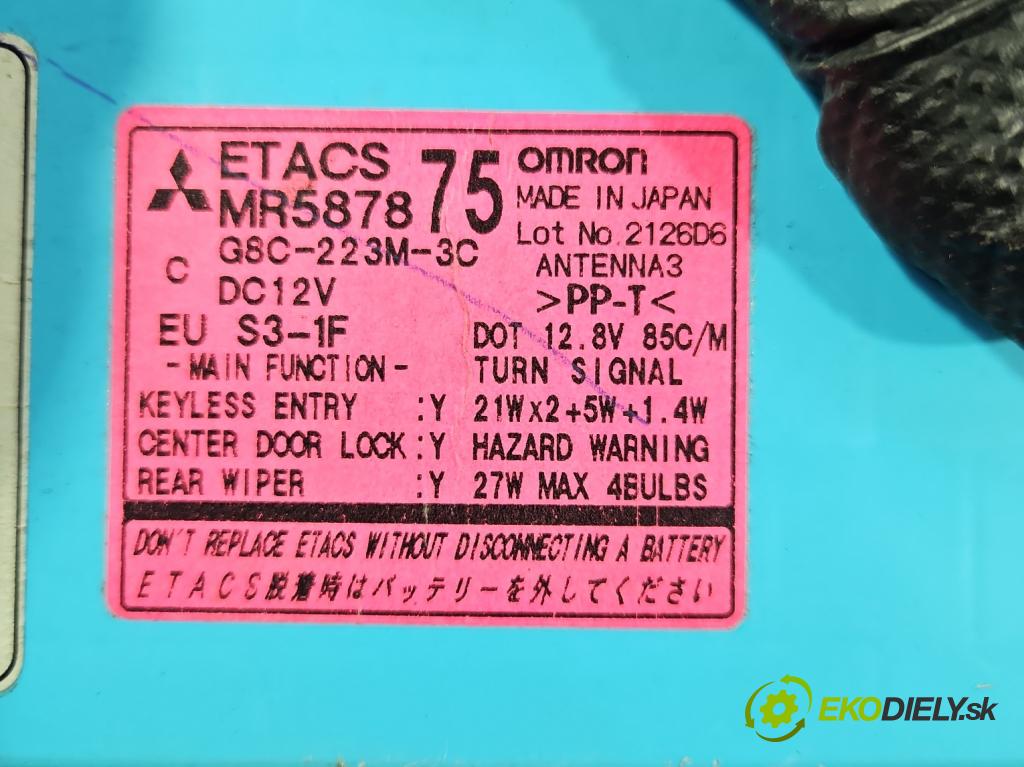 ETACS
MR587875
G8C-223M-3C
C
DC12V
EU S3-1F
-MAIN FUNCTION-
KEYLESS ENTRY :Y
CENTER DOOR LOCK:Y
REAR WIPER :Y
omron
MADE IN JAPAN
Lot No.2126D6
ANTENNA3
>PP-T<
DOT 12.8V 85C/M
TURN SIGNAL
21Wx2+5W+1.4W
HAZARD WARNING
27W MAX 4BULBS
DON'T REPLACE ETACS WITHOUT DISCONNECTING A BATTERY
ETACS脱着時はバッテリーを外してください
EKODIELY.sk